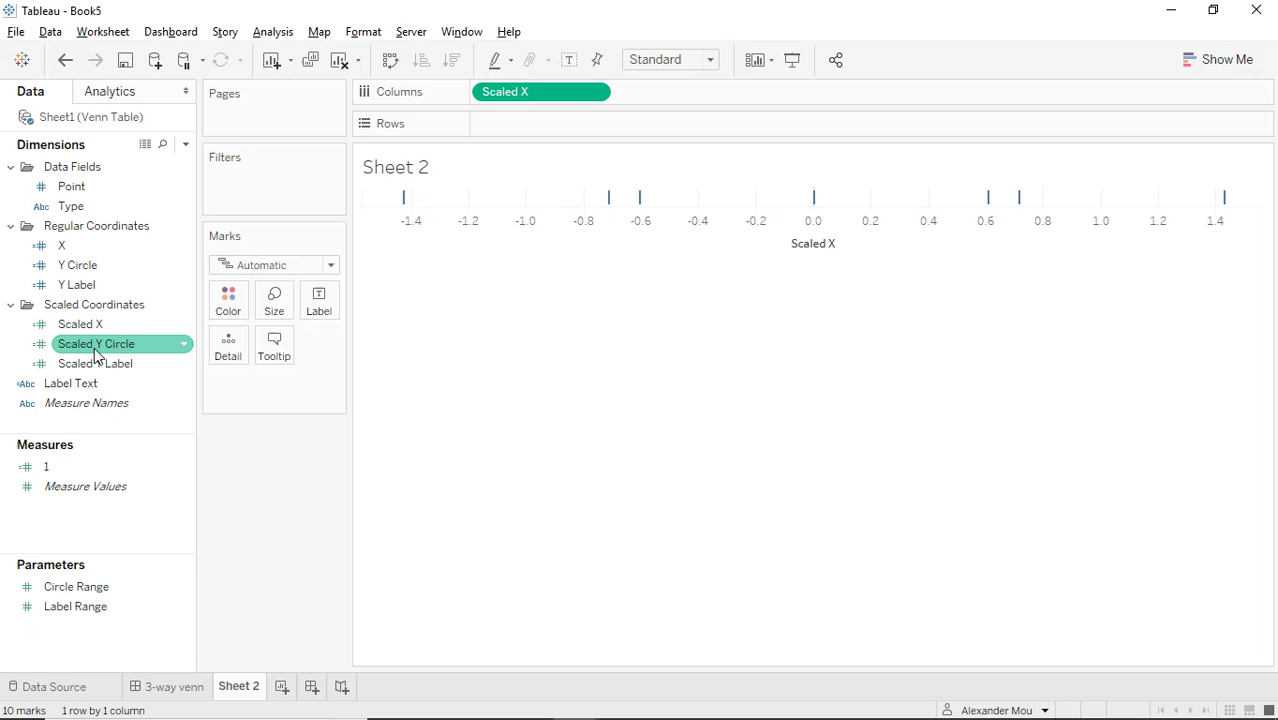 Tableau - Book5
File Data Worksheet Dashboard Story Analysis Map Format Server Window Help
Standard
Show Me
Data Analytics
Sheet1 (Venn Table)
Dimensions
Data Fields
# Point
Abc Type
Regular Coordinates
=# X
=# Y Circle
=# Y Label
Scaled Coordinates
=# Scaled X
=# Scaled Y Circle
=# Scaled Label
=Abc Label Text
Abc Measure Names
Measures
=# 1
# Measure Values
Parameters
# Circle Range
# Label Range
Pages
Filters
Marks
Automatic
Color Size Label
Detail Tooltip
Columns Scaled X
Rows
Sheet 2
-1.4 -1.2 -1.0 -0.8 -0.6 -0.4 -0.2 0.0 0.2 0.4 0.6 0.8 1.0 1.2 1.4
Scaled X
Data Source 3-way venn Sheet 2
10 marks 1 row by 1 column Alexander Mou